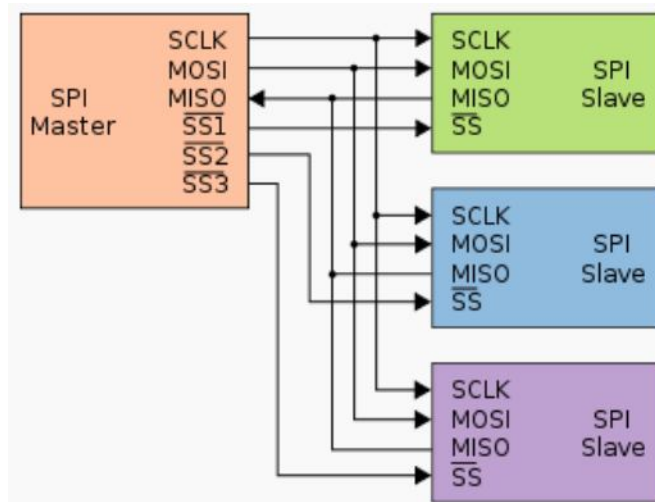 SPI
Master
SCLK
MOSI
MISO
SS1
SS2
SS3
SCLK
MOSI
MISO
SS
SPI
Slave
SCLK
MOSI
MISO
SS
SPI
Slave
SCLK
MOSI
MISO
SS
SPI
Slave